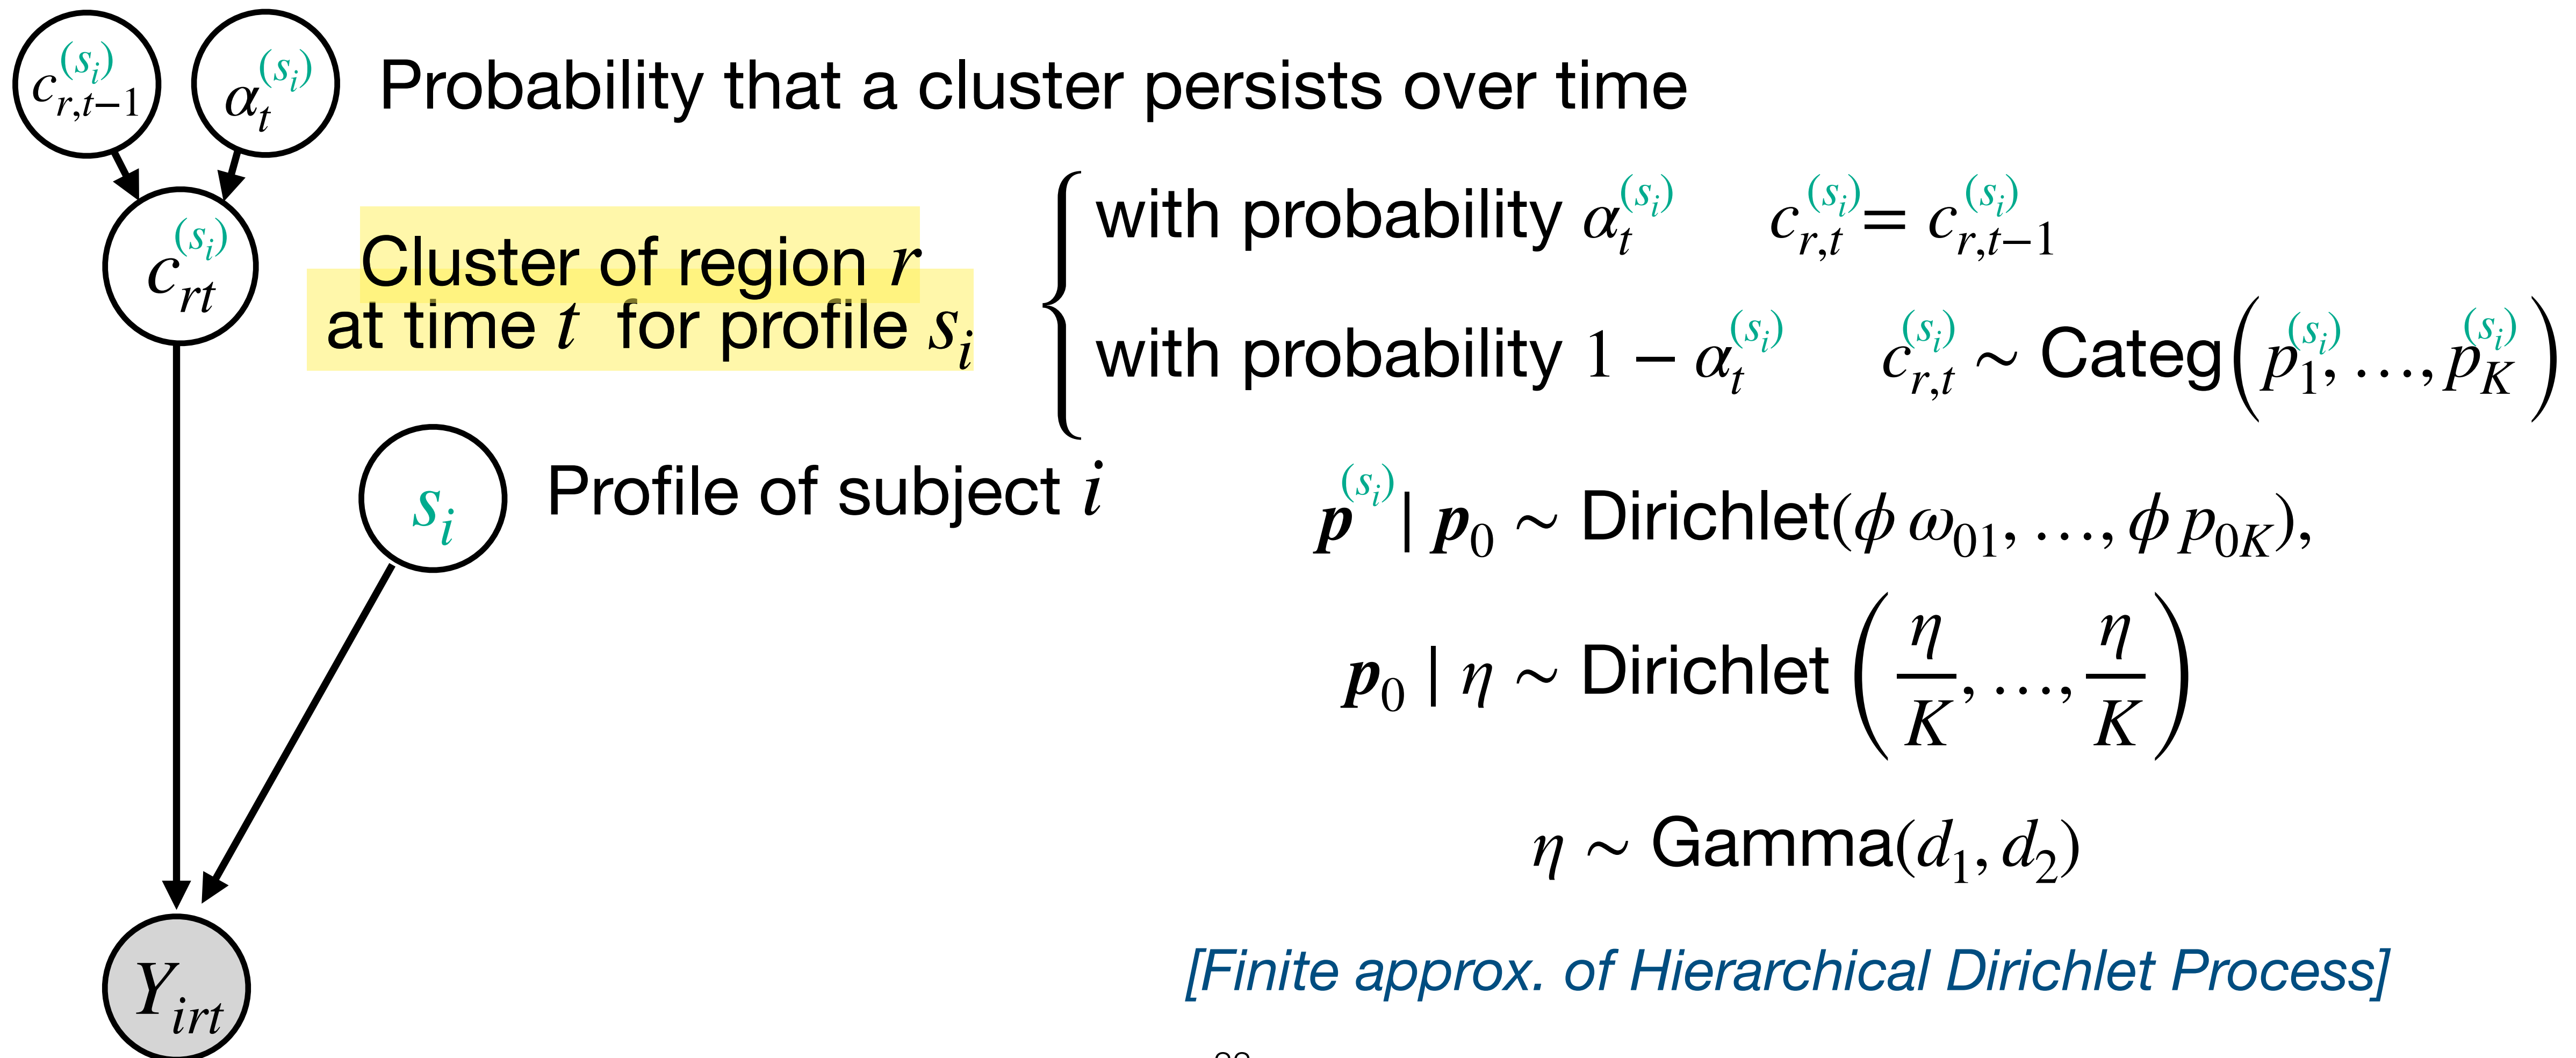 c_{r,t−1}^{(s_i)} α_t^{(s_i)} Probability that a cluster persists over time
c_{rt}^{(s_i)} Cluster of region r
at time t for profile s_i
with probability α_t^{(s_i)} c_{r,t}^{(s_i)} = c_{r,t−1}^{(s_i)}
with probability 1 − α_t^{(s_i)} c_{r,t}^{(s_i)} ∼ Categ(p_1^{(s_i)}, …, p_K^{(s_i)})
s_i Profile of subject i
p^{(s_i)} | p_0 ∼ Dirichlet(ϕ ω_{01}, …, ϕ p_{0K}),
p_0 | η ∼ Dirichlet (η/K, …, η/K)
η ∼ Gamma(d_1, d_2)
Y_{irt}
[Finite approx. of Hierarchical Dirichlet Process]